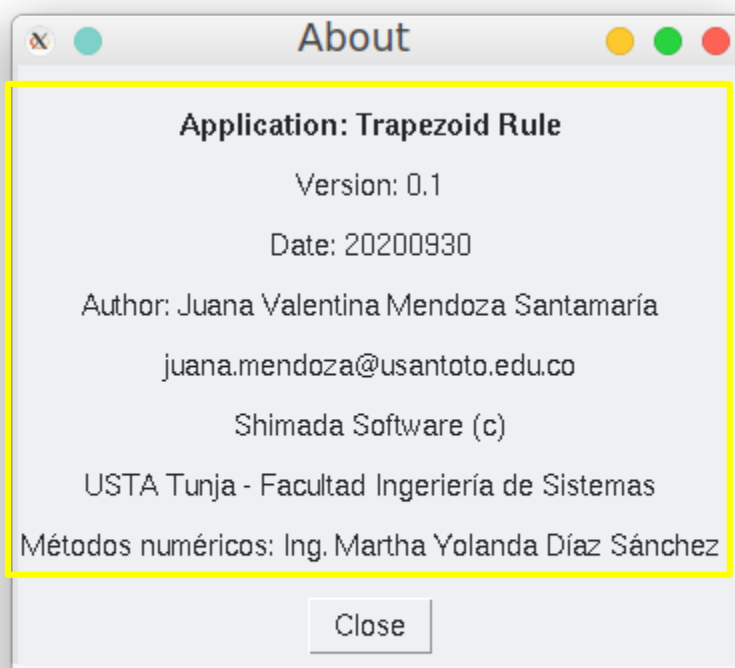 About
Application: Trapezoid Rule
Version: 0.1
Date: 20200930
Author: Juana Valentina Mendoza Santamaría
juana.mendoza@usantoto.edu.co
Shimada Software (c)
USTA Tunja - Facultad Ingeriería de Sistemas
Métodos numéricos: Ing. Martha Yolanda Díaz Sánchez
Close